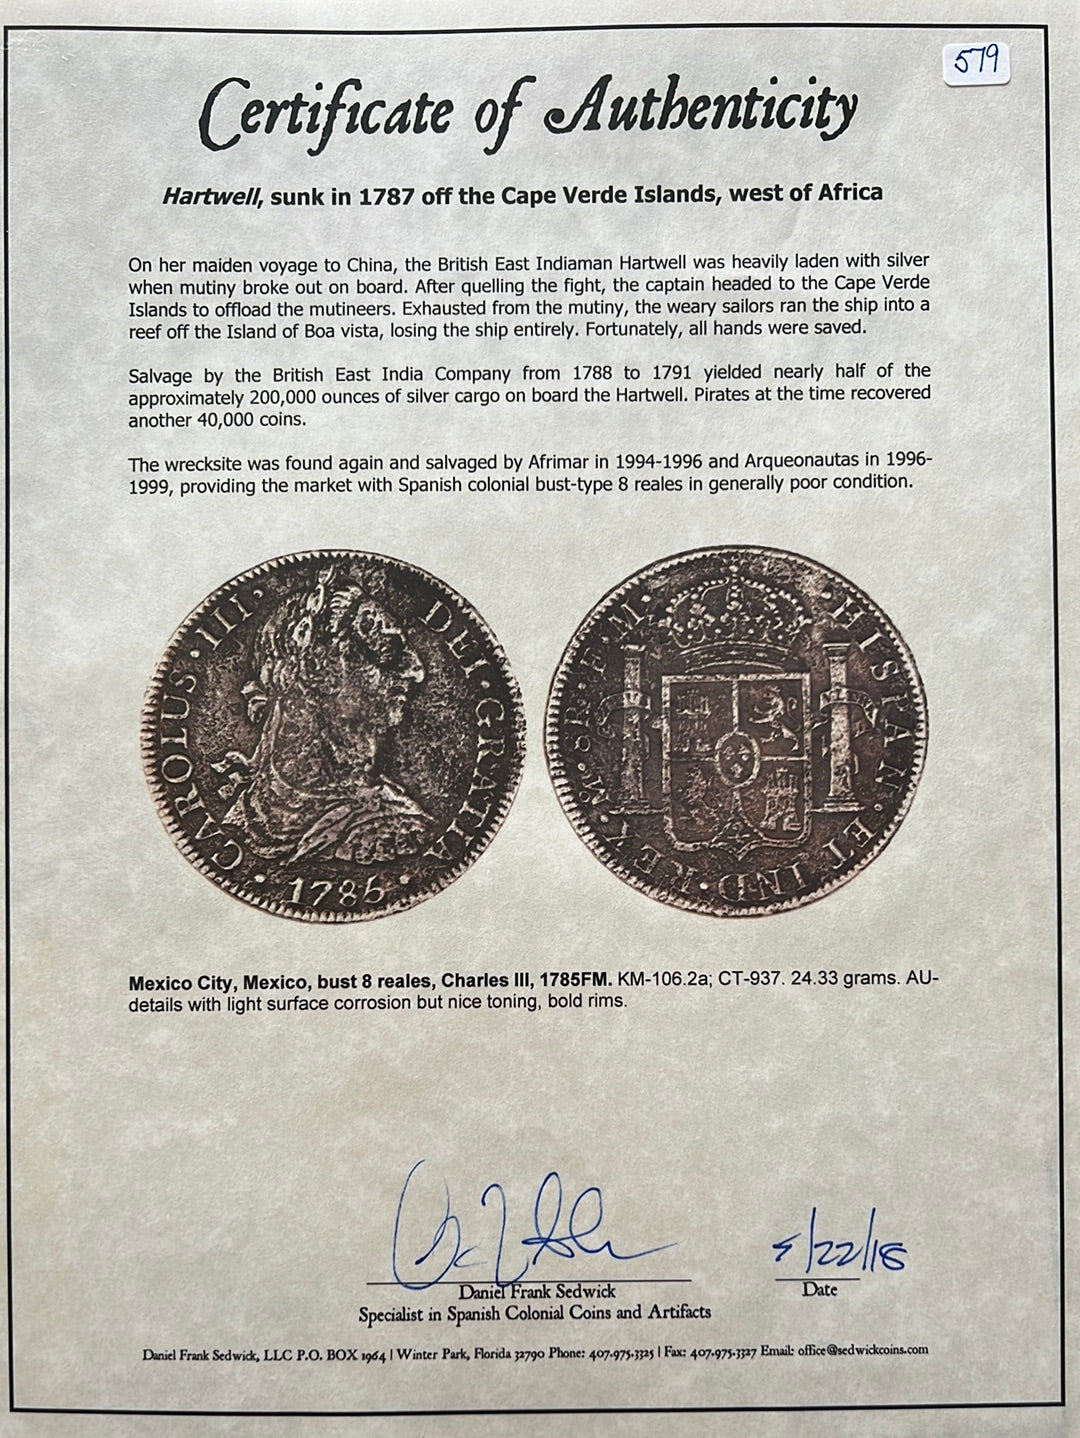 579
Certificate of Authenticity
Hartwell, sunk in 1787 off the Cape Verde Islands, west of Africa
On her maiden voyage to China, the British East Indiaman Hartwell was heavily laden with silver
when mutiny broke out on board. After quelling the fight, the captain headed to the Cape Verde
Islands to offload the mutineers. Exhausted from the mutiny, the weary sailors ran the ship into a
reef off the Island of Boa vista, losing the ship entirely. Fortunately, all hands were saved.
Salvage by the British East India Company from 1788 to 1791 yielded nearly half of the
approximately 200,000 ounces of silver cargo on board the Hartwell. Pirates at the time recovered
another 40,000 coins.
The wrecksite was found again and salvaged by Afrimar in 1994-1996 and Arqueonautas in 1996-
1999, providing the market with Spanish colonial bust-type 8 reales in generally poor condition.
CAROLUS·III·DEI·GRATIA
·1785·
·HISPAN·ET IND·REX·Mo·8R·F·M·
Mexico City, Mexico, bust 8 reales, Charles III, 1785FM. KM-106.2a; CT-937. 24.33 grams. AU-
details with light surface corrosion but nice toning, bold rims.
Daniel Frank Sedwick
Specialist in Spanish Colonial Coins and Artifacts
/22/18
Date
Daniel Frank Sedwick, LLC P.O. BOX 1964 | Winter Park, Florida 32790 Phone: 407.975.3325 | Fax: 407.975.3327 Email: office@sedwickcoins.com